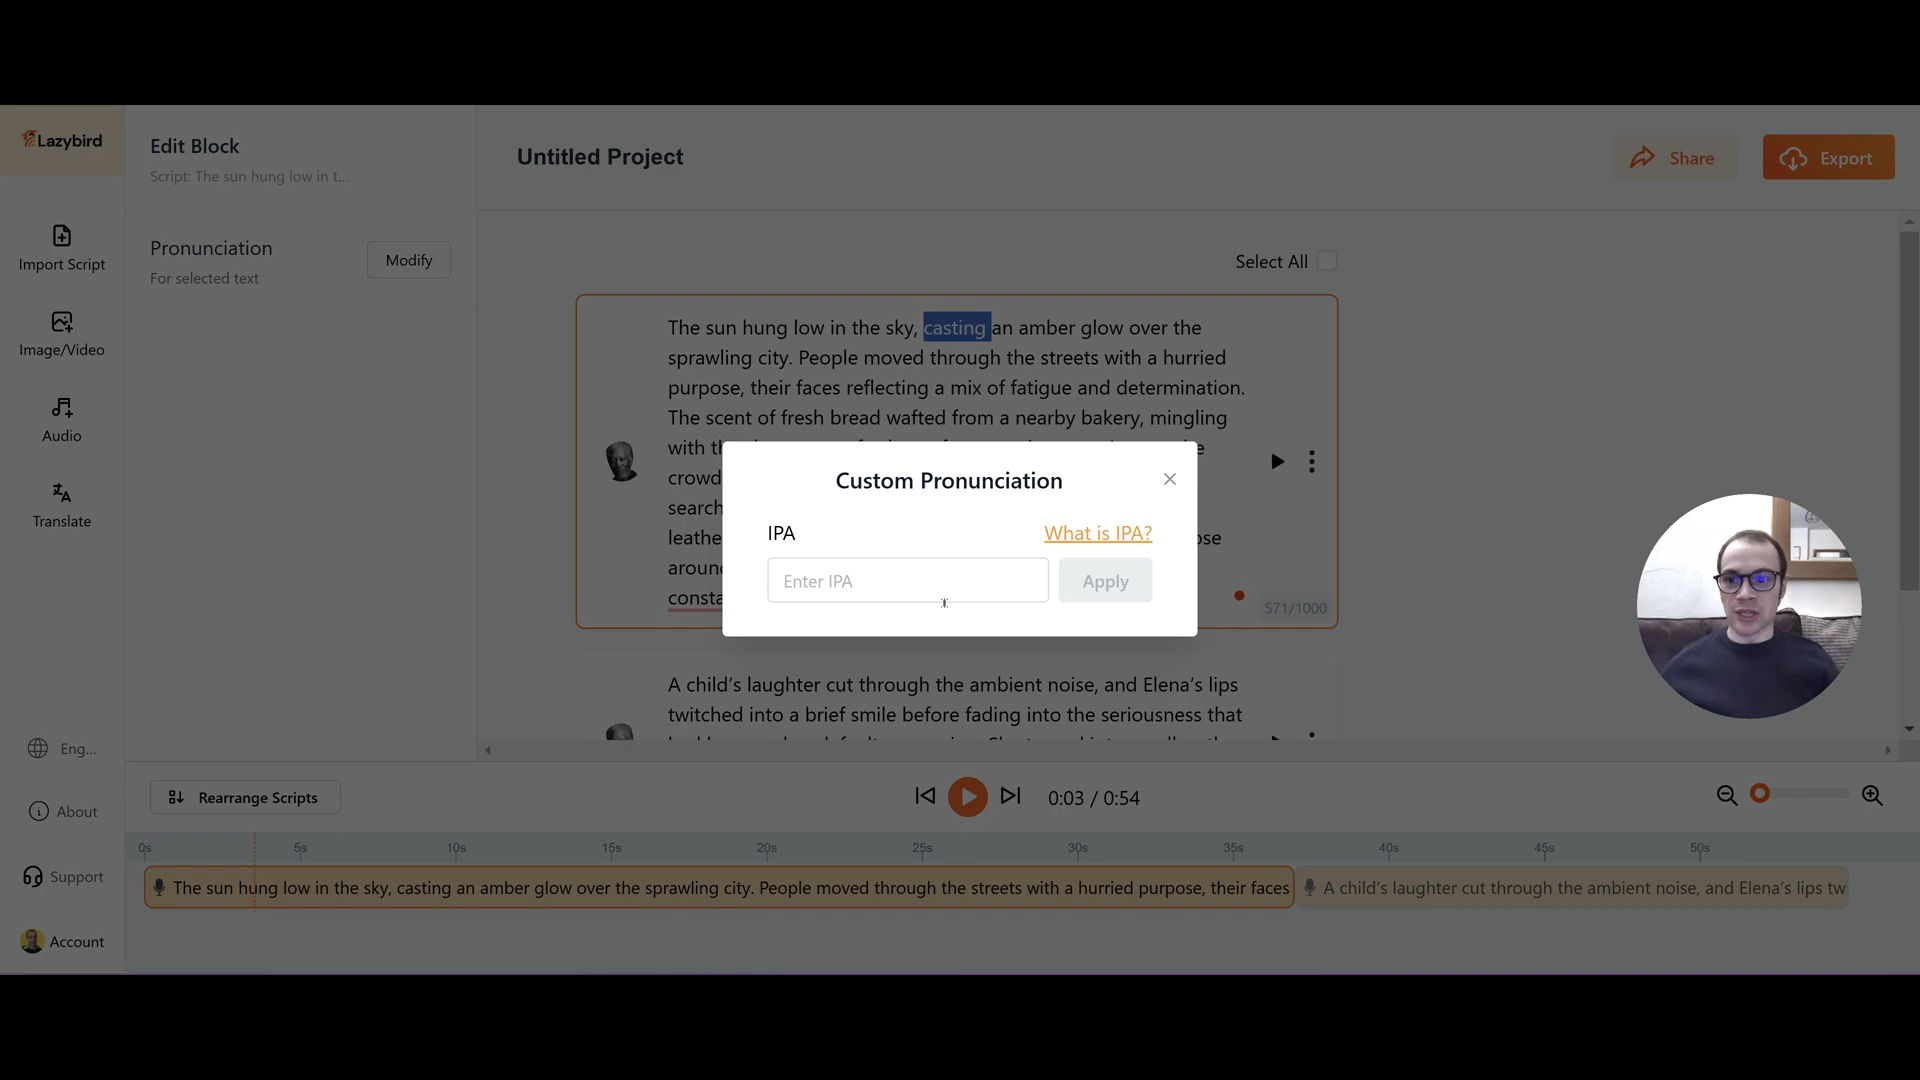 Lazybird
Edit Block
Script: The sun hung low in t...
Untitled Project
Share
Export
Import Script
Image/Video
Audio
Translate
Eng...
About
Support
Account
Pronunciation
For selected text
Modify
Select All
The sun hung low in the sky, casting an amber glow over the
sprawling city. People moved through the streets with a hurried
purpose, their faces reflecting a mix of fatigue and determination.
The scent of fresh bread wafted from a nearby bakery, mingling
with
crowd
search
leathe
aroun
consta
571/1000
Custom Pronunciation
IPA
What is IPA?
Enter IPA
Apply
A child’s laughter cut through the ambient noise, and Elena’s lips
twitched into a brief smile before fading into the seriousness that
Rearrange Scripts
0:03 / 0:54
0s 5s 10s 15s 20s 25s 30s 35s 40s 45s 50s
The sun hung low in the sky, casting an amber glow over the sprawling city. People moved through the streets with a hurried purpose, their faces
A child’s laughter cut through the ambient noise, and Elena’s lips tw